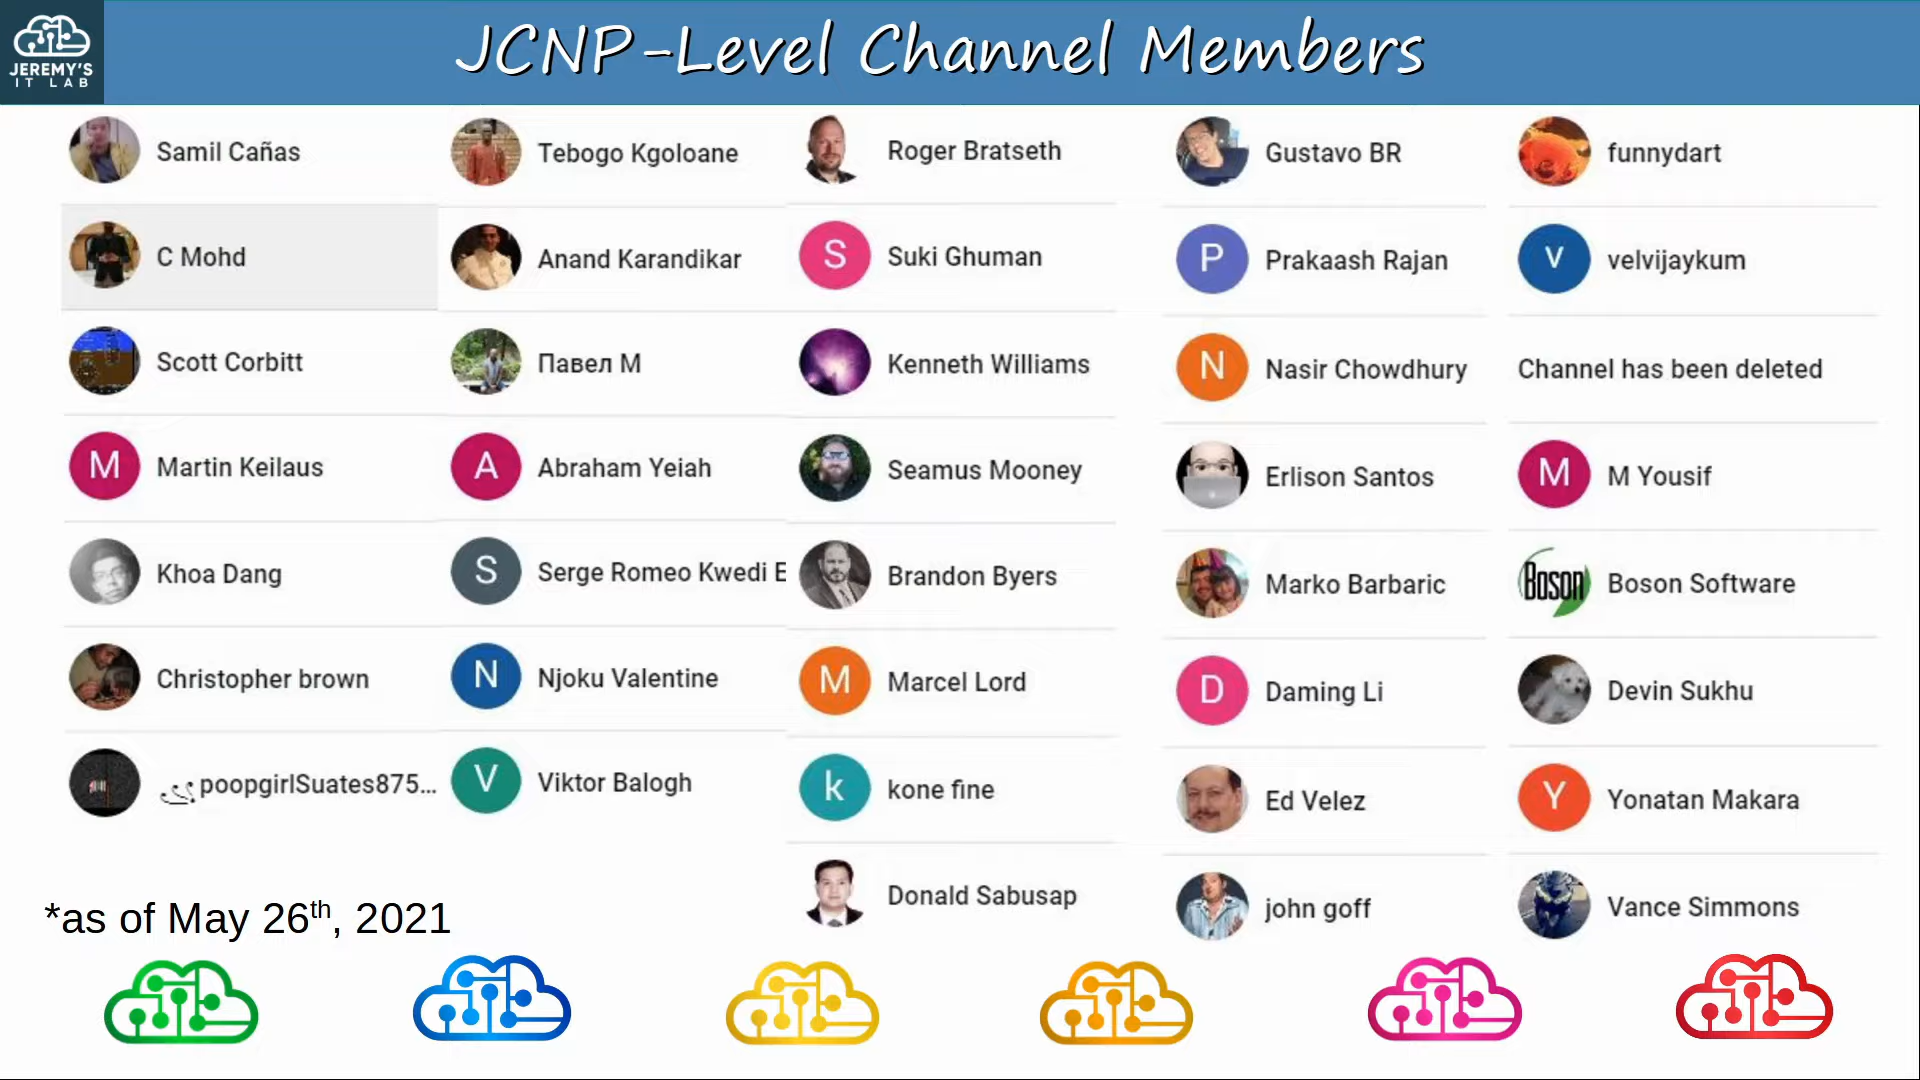 JEREMY'S
IT LAB
JCNP-Level Channel Members
Samil Cañas
C Mohd
Scott Corbitt
M Martin Keilaus
Khoa Dang
Christopher brown
poopgirlSuates875...
Tebogo Kgoloane
Anand Karandikar
Павел М
A Abraham Yeiah
S Serge Romeo Kwedi E
N Njoku Valentine
V Viktor Balogh
Roger Bratseth
S Suki Ghuman
Kenneth Williams
Seamus Mooney
Brandon Byers
M Marcel Lord
k kone fine
Donald Sabusap
Gustavo BR
P Prakaash Rajan
N Nasir Chowdhury
Erlison Santos
Marko Barbaric
D Daming Li
Ed Velez
john goff
funnydart
v velvijaykum
Channel has been deleted
M M Yousif
Boson Boson Software
Devin Sukhu
Y Yonatan Makara
Vance Simmons
*as of May 26th, 2021